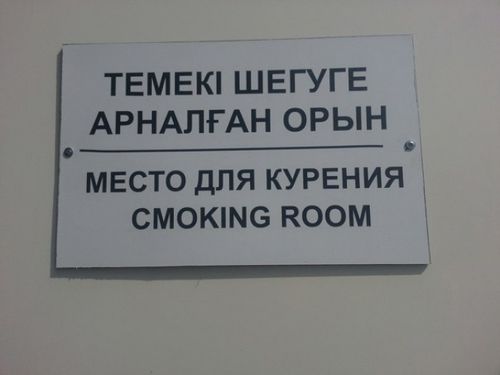 ТЕМЕКІ ШЕГУГЕ
АРНАЛҒАН ОРЫН
МЕСТО ДЛЯ КУРЕНИЯ
CMOKING ROOM